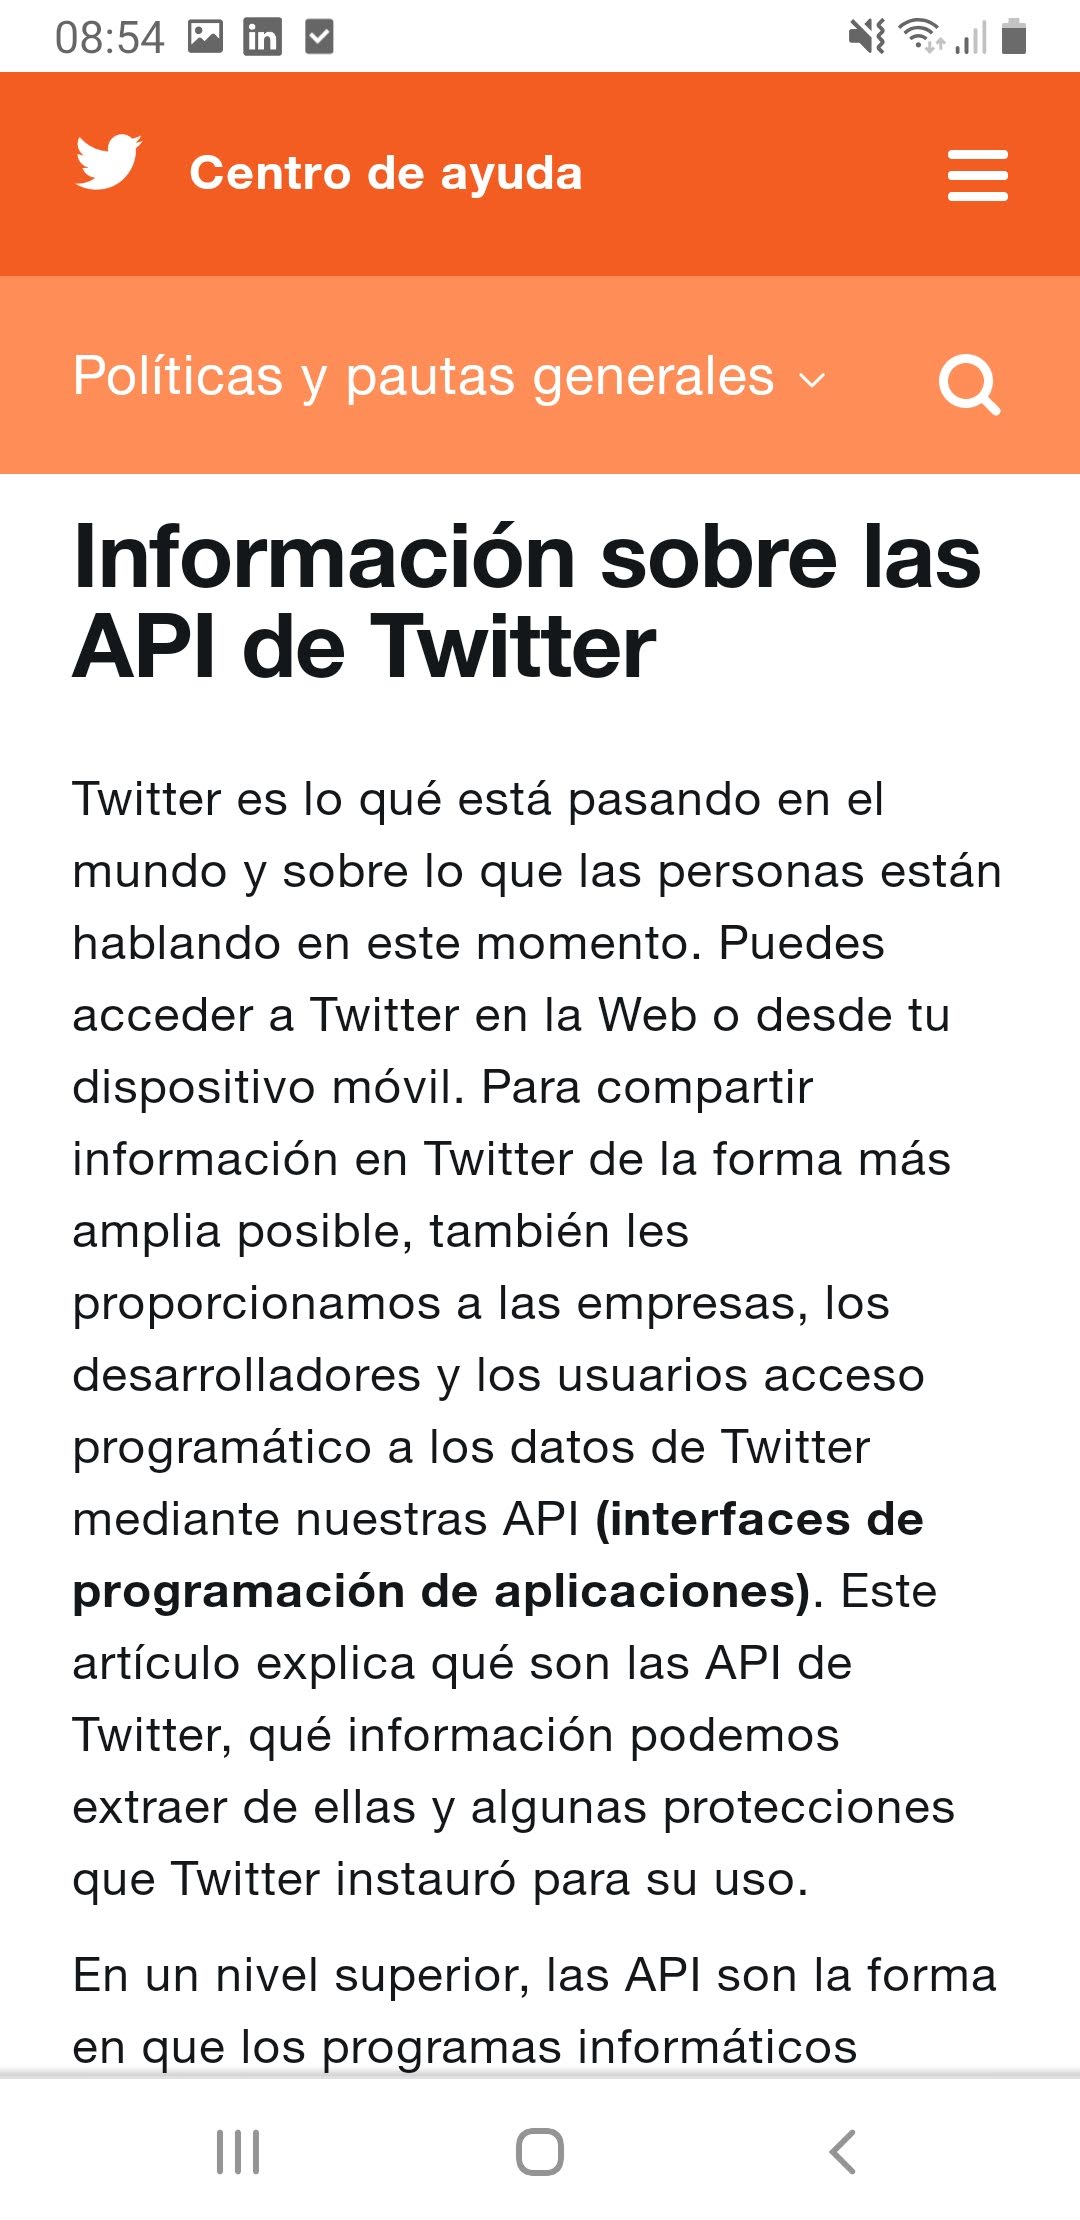 08:54
Centro de ayuda
Políticas y pautas generales
Información sobre las
API de Twitter
Twitter es lo qué está pasando en el
mundo y sobre lo que las personas están
hablando en este momento. Puedes
acceder a Twitter en la Web o desde tu
dispositivo móvil. Para compartir
información en Twitter de la forma más
amplia posible, también les
proporcionamos a las empresas, los
desarrolladores y los usuarios acceso
programático a los datos de Twitter
mediante nuestras API (interfaces de
programación de aplicaciones). Este
artículo explica qué son las API de
Twitter, qué información podemos
extraer de ellas y algunas protecciones
que Twitter instauró para su uso.
En un nivel superior, las API son la forma
en que los programas informáticos